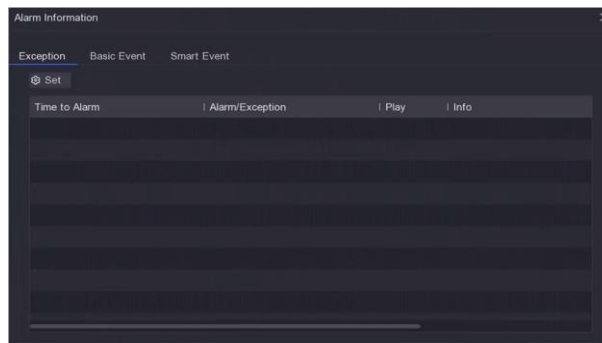 Alarm Information
Exception Basic Event Smart Event
Set
Time to Alarm Alarm/Exception Play Info